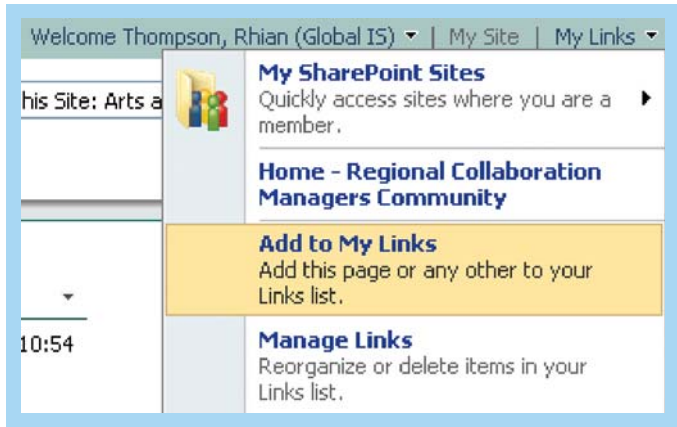 Welcome Thompson, Rhian (Global IS) | My Site | My Links
his Site: Arts a
My SharePoint Sites
Quickly access sites where you are a
member.
Home - Regional Collaboration
Managers Community
Add to My Links
Add this page or any other to your
Links list.
10:54
Manage Links
Reorganize or delete items in your
Links list.